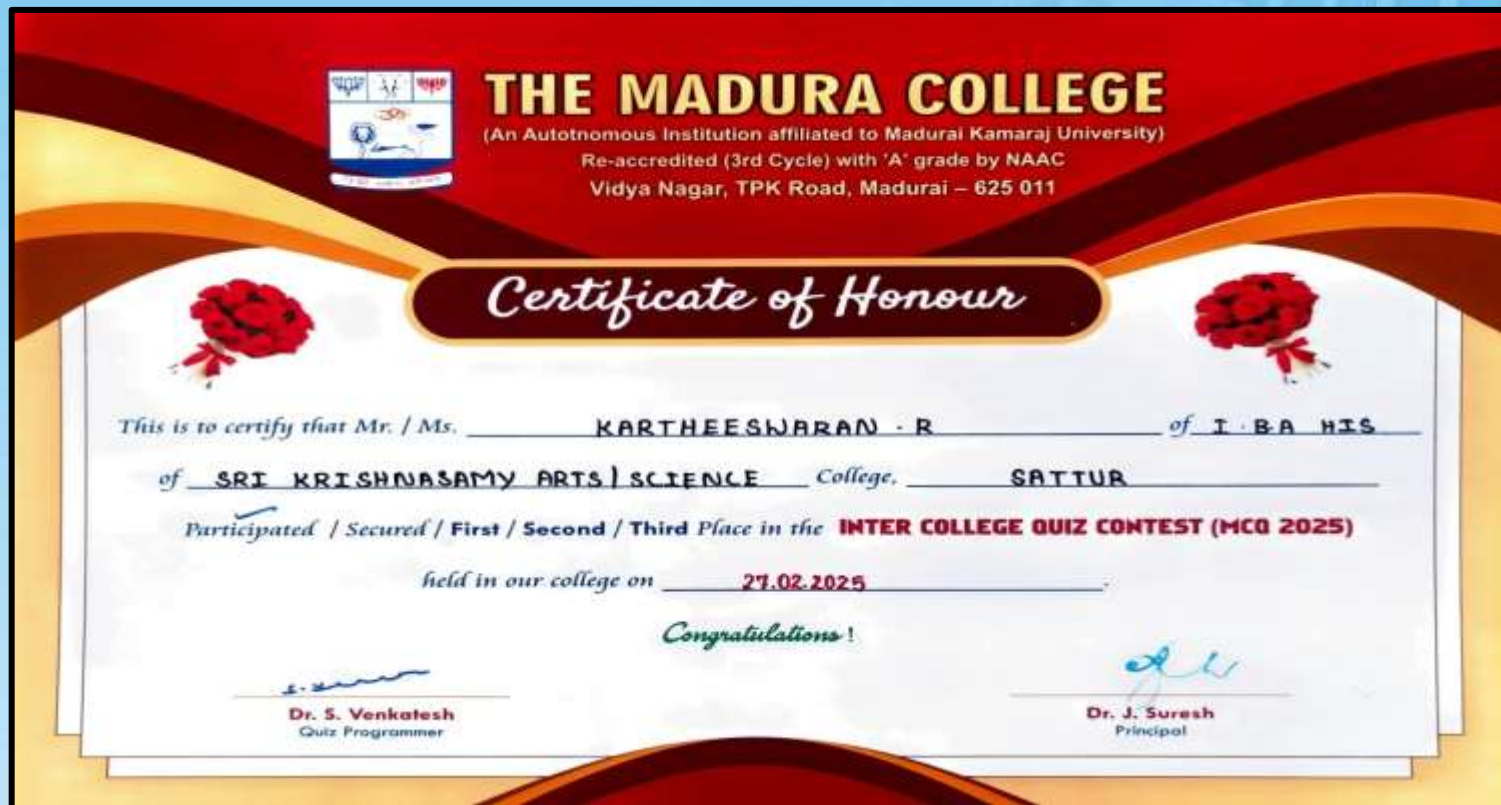 THE MADURA COLLEGE
(An Autotnomous Institution affiliated to Madurai Kamaraj University)
Re-accredited (3rd Cycle) with 'A' grade by NAAC
Vidya Nagar, TPK Road, Madurai – 625 011
Certificate of Honour
This is to certify that Mr. / Ms. KARTHEESWARAN . R of I . B.A HIS
of SRI KRISHNASAMY ARTS | SCIENCE College, SATTUR
Participated / Secured / First / Second / Third Place in the INTER COLLEGE QUIZ CONTEST (MCQ 2025)
held in our college on 27.02.2025.
Congratulations !
Dr. S. Venkatesh
Quiz Programmer
Dr. J. Suresh
Principal